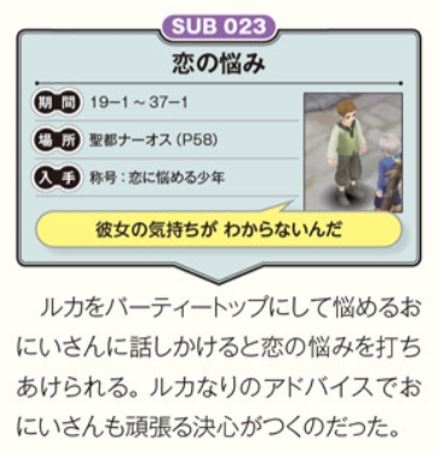 SUB 023
恋の悩み
期間 19−1～37−1
場所 聖都ナーオス(P58)
入手 称号：恋に悩める少年
彼女の気持ちが わからないんだ
ルカをパーティートップにして悩めるお
にいさんに話しかけると恋の悩みを打ち
あけられる。ルカなりのアドバイスでお
にいさんも頑張る決心がつくのだった。